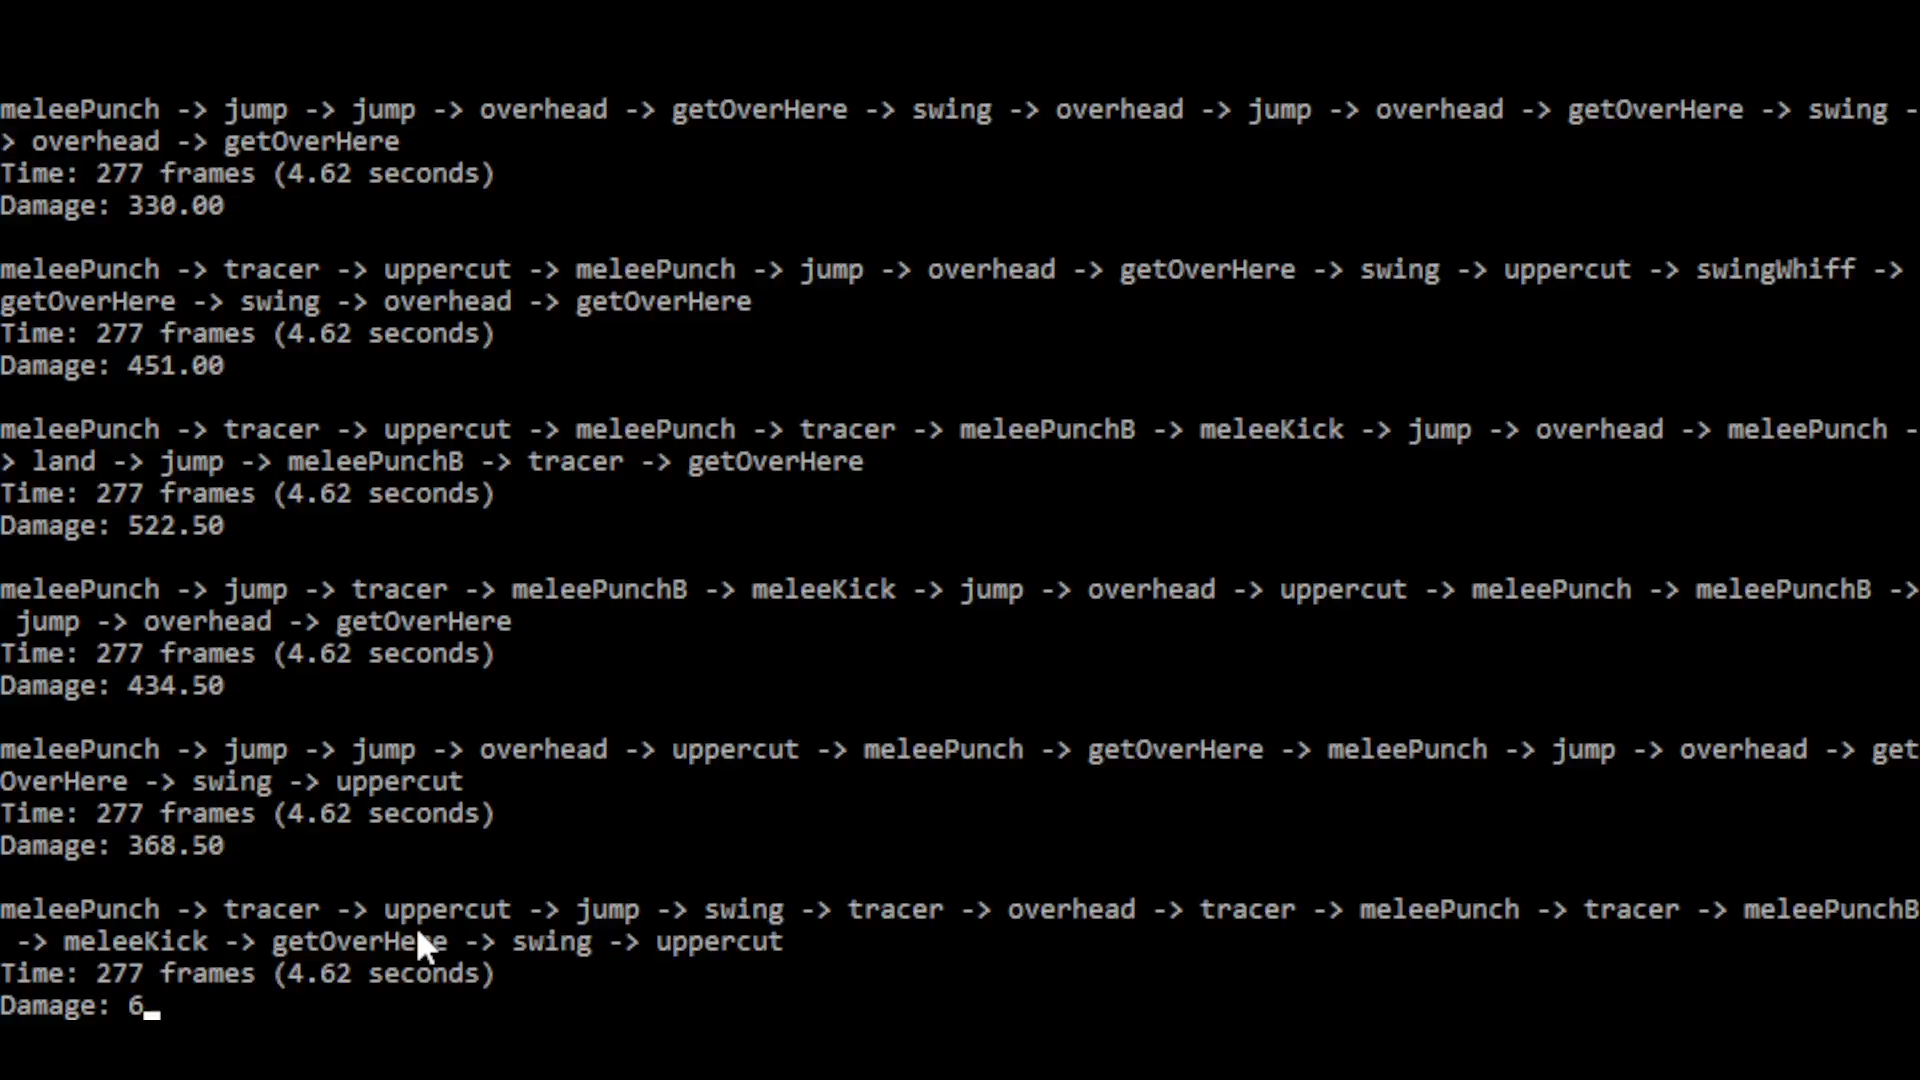 meleePunch -> jump -> jump -> overhead -> getOverHere -> swing -> overhead -> jump -> overhead -> getOverHere -> swing -
> overhead -> getOverHere
Time: 277 frames (4.62 seconds)
Damage: 330.00
meleePunch -> tracer -> uppercut -> meleePunch -> jump -> overhead -> getOverHere -> swing -> uppercut -> swingWhiff ->
getOverHere -> swing -> overhead -> getOverHere
Time: 277 frames (4.62 seconds)
Damage: 451.00
meleePunch -> tracer -> uppercut -> meleePunch -> tracer -> meleePunchB -> meleeKick -> jump -> overhead -> meleePunch -
> land -> jump -> meleePunchB -> tracer -> getOverHere
Time: 277 frames (4.62 seconds)
Damage: 522.50
meleePunch -> jump -> tracer -> meleePunchB -> meleeKick -> jump -> overhead -> uppercut -> meleePunch -> meleePunchB ->
jump -> overhead -> getOverHere
Time: 277 frames (4.62 seconds)
Damage: 434.50
meleePunch -> jump -> jump -> overhead -> uppercut -> meleePunch -> getOverHere -> meleePunch -> jump -> overhead -> get
OverHere -> swing -> uppercut
Time: 277 frames (4.62 seconds)
Damage: 368.50
meleePunch -> tracer -> uppercut -> jump -> swing -> tracer -> overhead -> tracer -> meleePunch -> tracer -> meleePunchB
-> meleeKick -> getOverHere -> swing -> uppercut
Time: 277 frames (4.62 seconds)
Damage: 6